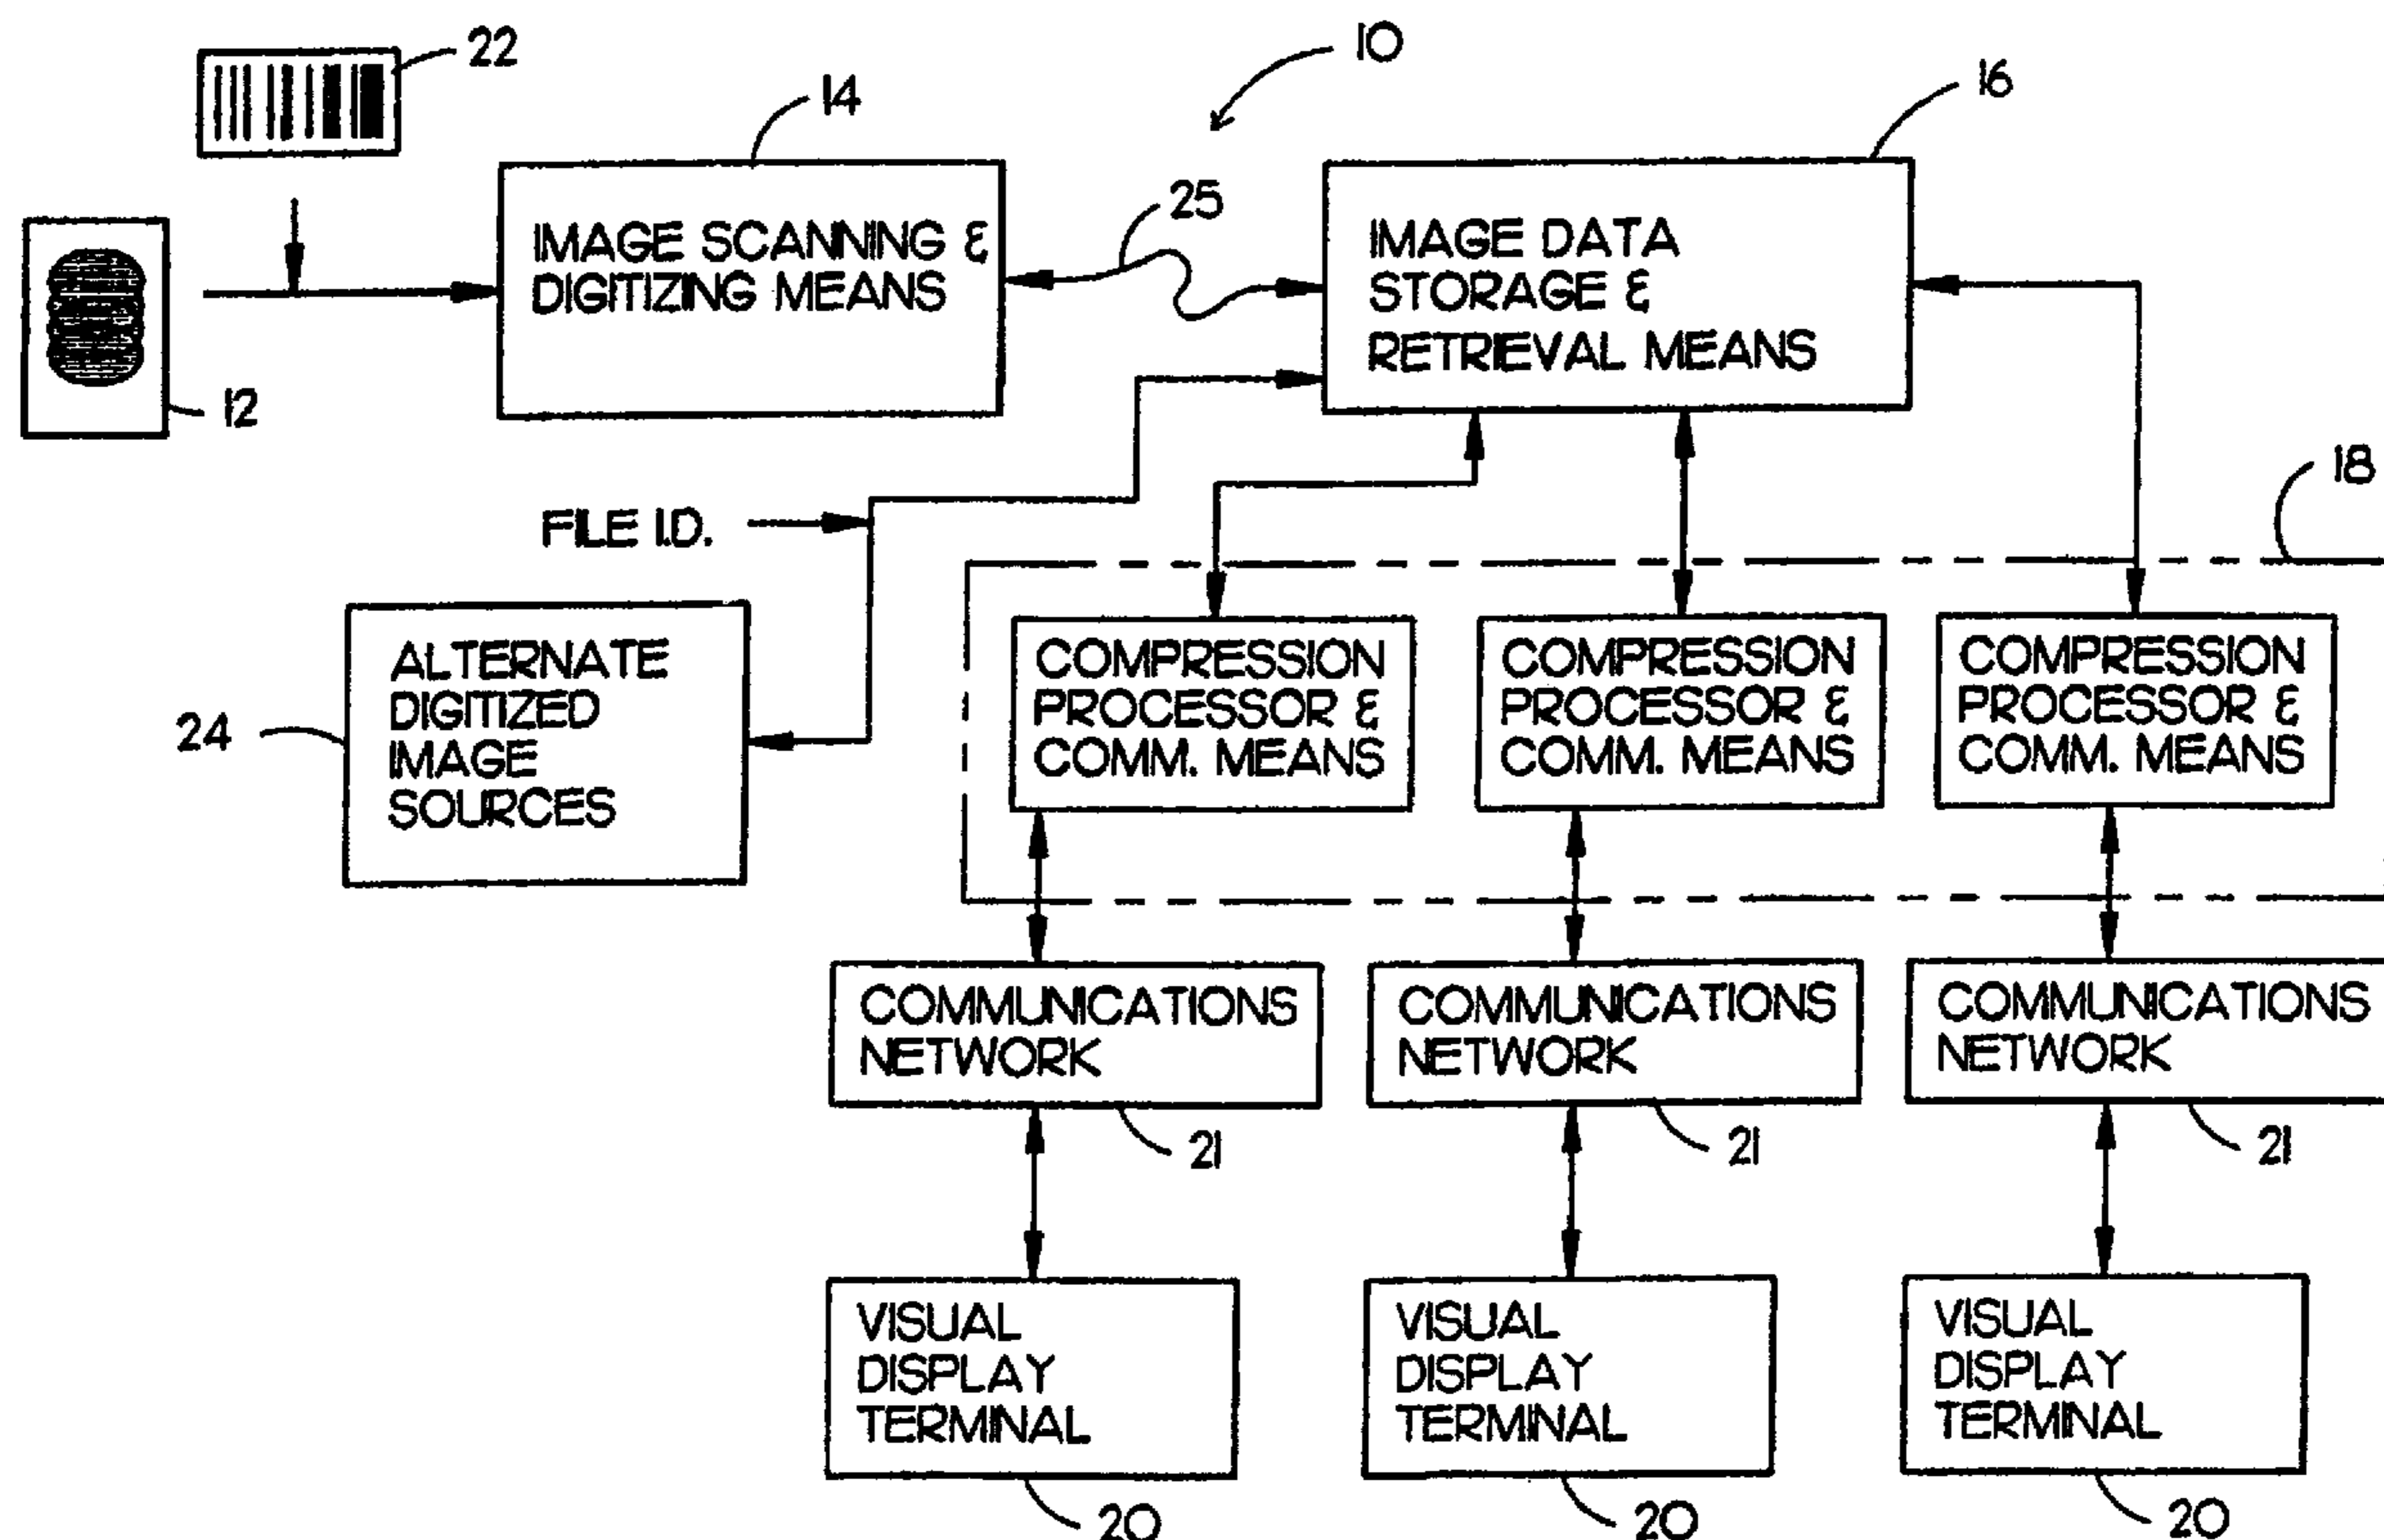 22
10
14
16
IMAGE SCANNING &
DIGITIZING MEANS
25
IMAGE DATA
STORAGE &
RETRIEVAL MEANS
12
18
FILE I.D.
ALTERNATE
DIGITIZED
IMAGE
SOURCES
24
COMPRESSION
PROCESSOR &
COMM. MEANS
COMPRESSION
PROCESSOR &
COMM. MEANS
COMPRESSION
PROCESSOR &
COMM. MEANS
COMMUNICATIONS
NETWORK
21
COMMUNICATIONS
NETWORK
21
COMMUNICATIONS
NETWORK
21
VISUAL
DISPLAY
TERMINAL
20
VISUAL
DISPLAY
TERMINAL
20
VISUAL
DISPLAY
TERMINAL
20